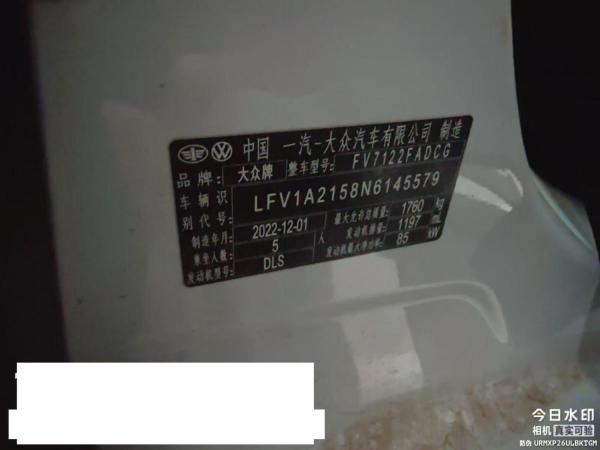 中国 一汽-大众汽车有限公司 制造
品牌: 大众牌 整车型号: FV7122FADCG
车辆识别代号: LFV1A2158N6145579
制造年月: 2022-12-01 最大允许总质量: 1760 kg
乘坐人数: 5 人 发动机排量: 1197 mL
发动机型号: DLS 发动机最大净功率: 85 kW
今日水印
相机 真实可验
防伪 URMXP26ULBKTGM